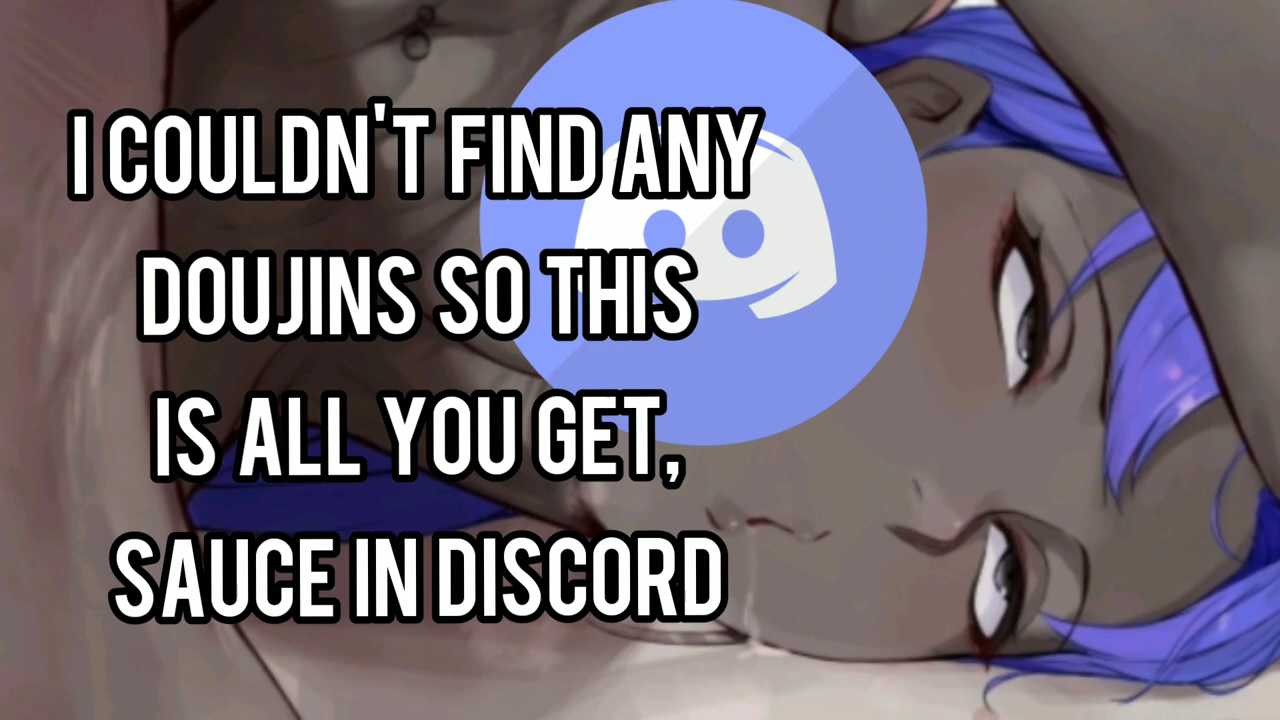 I COULDN'T FIND ANY
DOUJINS SO THIS
IS ALL YOU GET,
SAUCE IN DISCORD